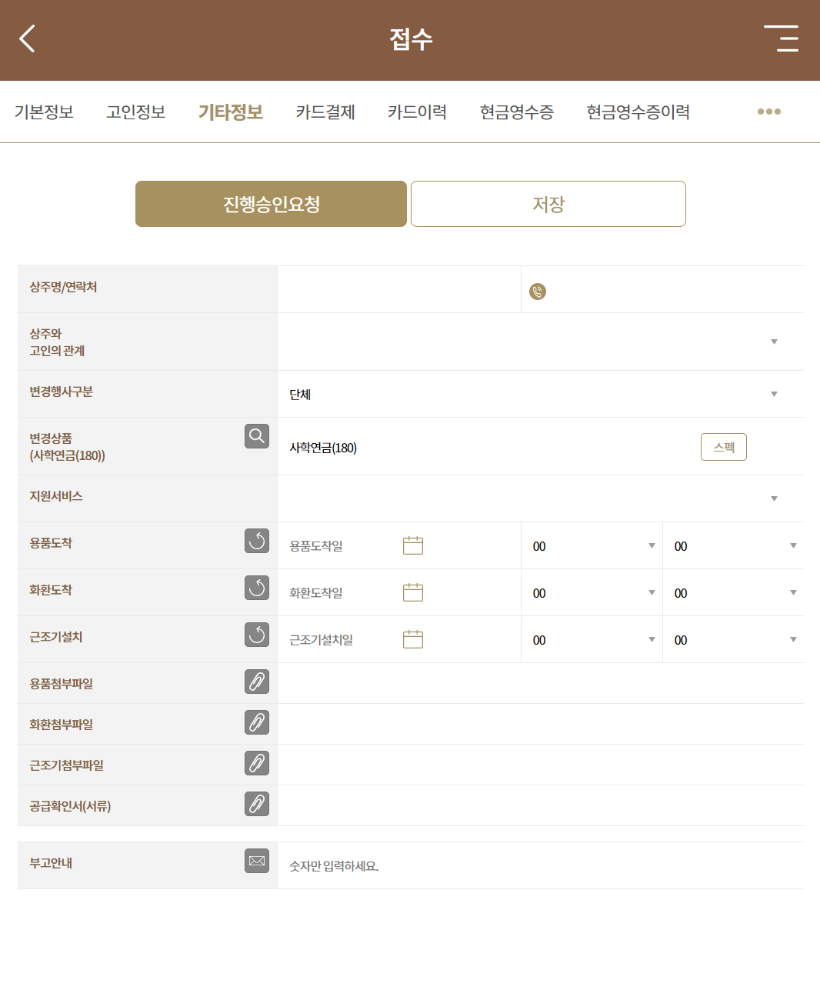 접수
기본정보 고인정보 기타정보 카드결제 카드이력 현금영수증 현금영수증이력
진행승인요청 저장
상주명/연락처
상주와
고인의 관계
변경행사구분 단체
변경상품
(사학연금(180)) 사학연금(180) 스펙
지원서비스
용품도착 용품도착일 00 00
화환도착 화환도착일 00 00
근조기설치 근조기설치일 00 00
용품첨부파일
화환첨부파일
근조기첨부파일
공급확인서(서류)
부고안내 숫자만 입력하세요.